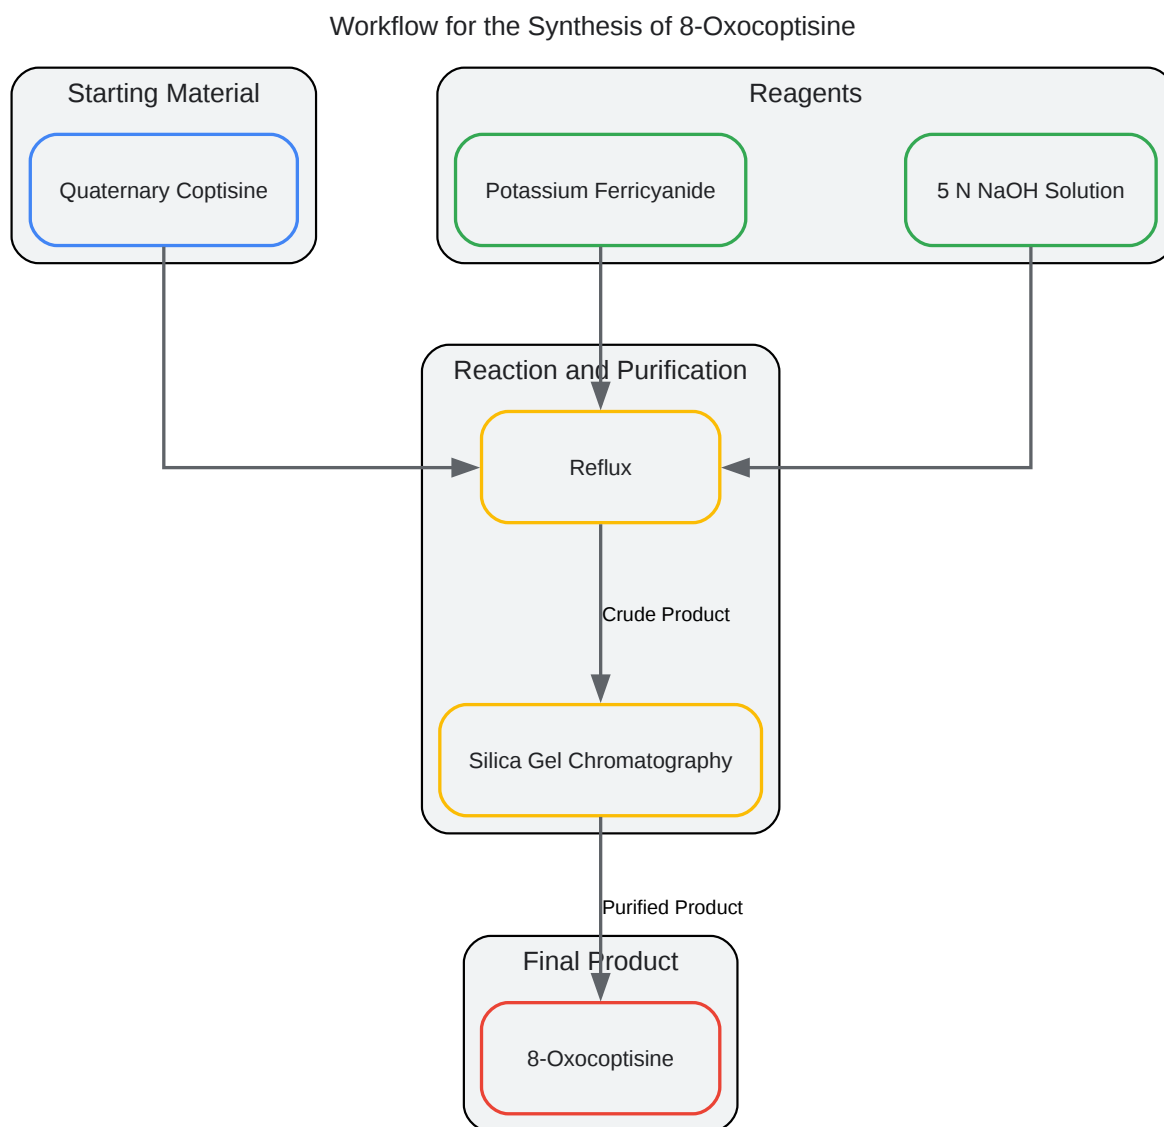 Workflow for the Synthesis of 8-Oxocoptisine
Starting Material
Reagents
Quaternary Coptisine
Potassium Ferricyanide
5 N NaOH Solution
Reaction and Purification
Reflux
Crude Product
Silica Gel Chromatography
Purified Product
Final Product
8-Oxocoptisine